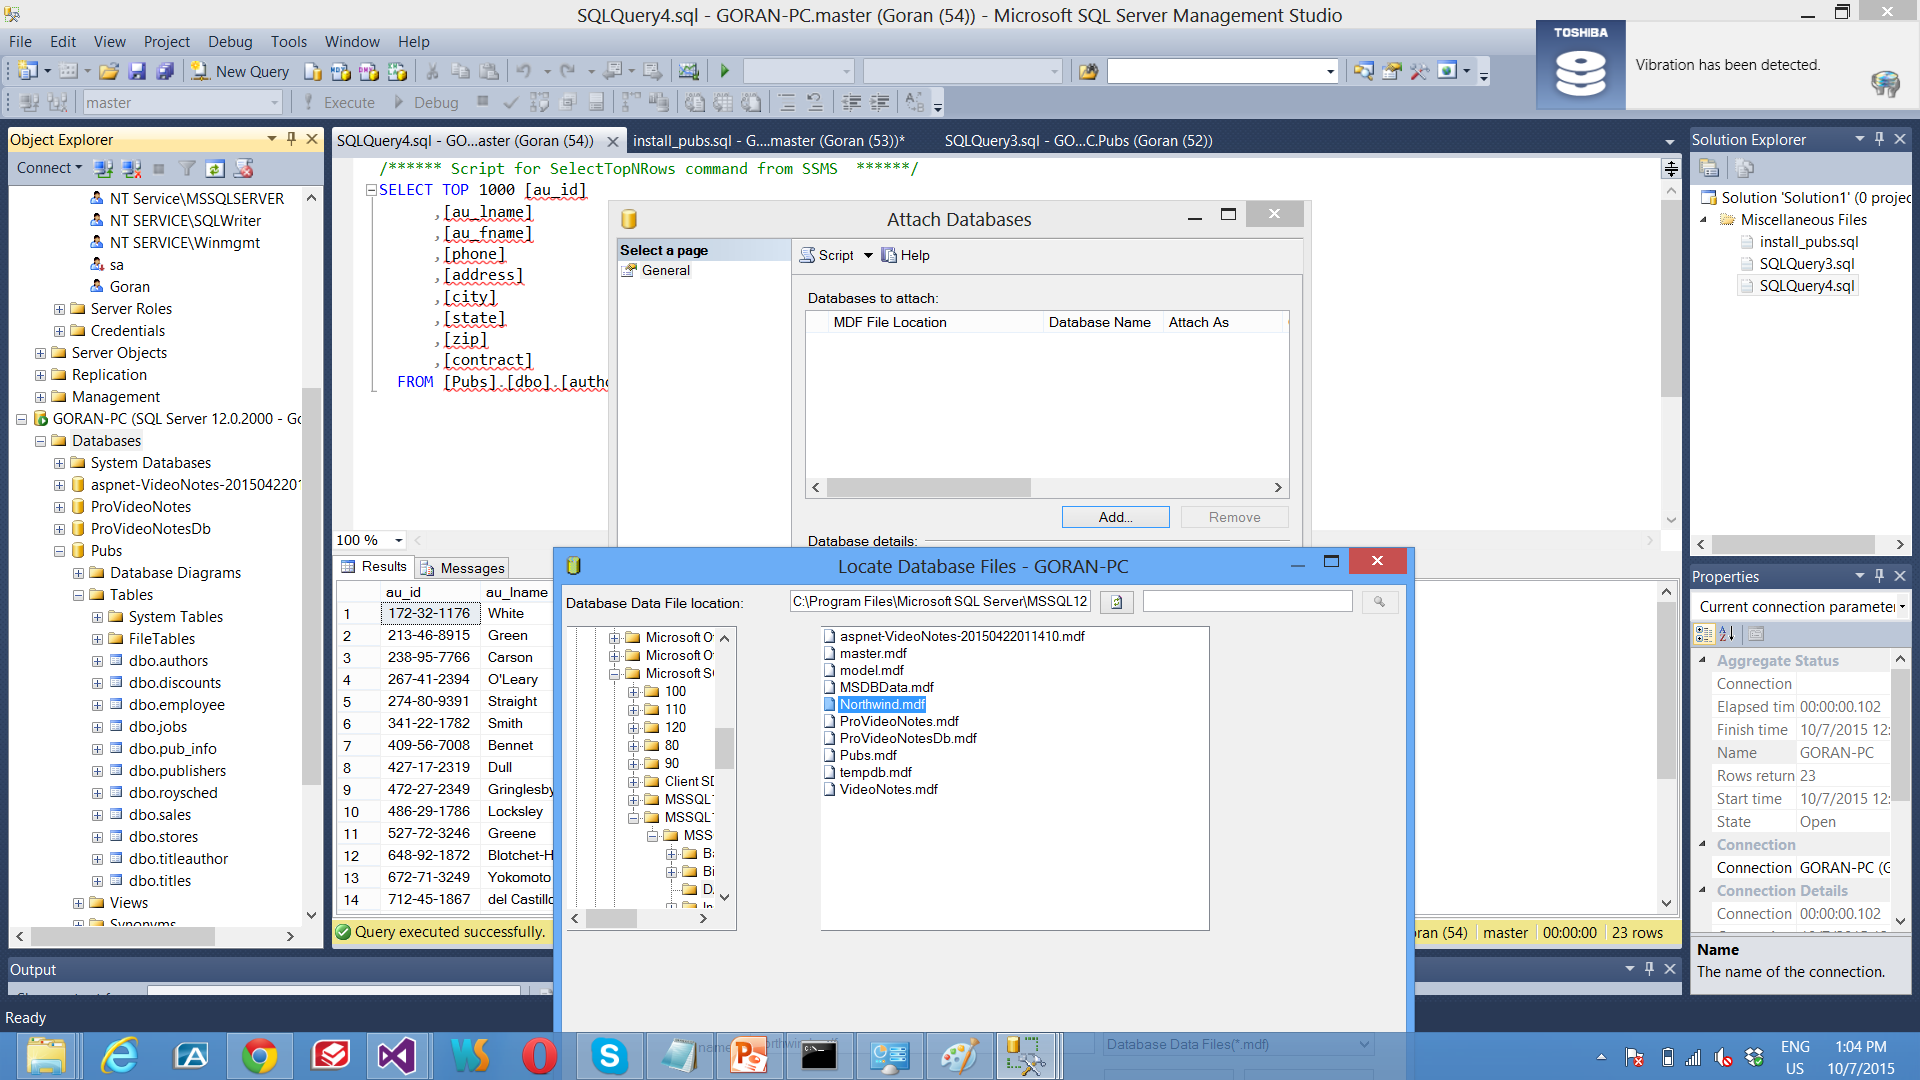 SQLQuery4.sql - GORAN-PC.master (Goran (54)) - Microsoft SQL Server Management Studio
File Edit View Project Debug Tools Window Help
New Query
master Execute Debug
TOSHIBA
Vibration has been detected.
Object Explorer
Connect
NT Service\MSSQLSERVER
NT SERVICE\SQLWriter
NT SERVICE\Winmgmt
sa
Goran
Server Roles
Credentials
Server Objects
Replication
Management
GORAN-PC (SQL Server 12.0.2000 - Go
Databases
System Databases
aspnet-VideoNotes-2015042201
ProVideoNotes
ProVideoNotesDb
Pubs
Database Diagrams
Tables
System Tables
FileTables
dbo.authors
dbo.discounts
dbo.employee
dbo.jobs
dbo.pub_info
dbo.publishers
dbo.roysched
dbo.sales
dbo.stores
dbo.titleauthor
dbo.titles
Views
Synonyms
SQLQuery4.sql - GO...aster (Goran (54)) install_pubs.sql - G....master (Goran (53))* SQLQuery3.sql - GO...C.Pubs (Goran (52))
/****** Script for SelectTopNRows command from SSMS ******/
SELECT TOP 1000 [au_id]
,[au_lname]
,[au_fname]
,[phone]
,[address]
,[city]
,[state]
,[zip]
,[contract]
FROM [Pubs].[dbo].[autho
100 %
Results Messages
au_id au_lname
1 172-32-1176 White
2 213-46-8915 Green
3 238-95-7766 Carson
4 267-41-2394 O'Leary
5 274-80-9391 Straight
6 341-22-1782 Smith
7 409-56-7008 Bennet
8 427-17-2319 Dull
9 472-27-2349 Gringlesby
10 486-29-1786 Locksley
11 527-72-3246 Greene
12 648-92-1872 Blotchet-H
13 672-71-3249 Yokomoto
14 712-45-1867 del Castillo
Query executed successfully.
oran (54) master 00:00:00 23 rows
Attach Databases
Select a page
General
Script Help
Databases to attach:
MDF File Location Database Name Attach As
Add... Remove
Database details:
Locate Database Files - GORAN-PC
Database Data File location: C:\Program Files\Microsoft SQL Server\MSSQL12
Microsoft O
Microsoft O
Microsoft S
100
110
120
80
90
Client SD
MSSQL
MSSQL
MSS
Ba
Bi
D
In
aspnet-VideoNotes-20150422011410.mdf
master.mdf
model.mdf
MSDBData.mdf
Northwind.mdf
ProVideoNotes.mdf
ProVideoNotesDb.mdf
Pubs.mdf
tempdb.mdf
VideoNotes.mdf
Database Data Files(*.mdf)
Solution Explorer
Solution 'Solution1' (0 projec
Miscellaneous Files
install_pubs.sql
SQLQuery3.sql
SQLQuery4.sql
Properties
Current connection parameter
Aggregate Status
Connection
Elapsed tim 00:00:00.102
Finish time 10/7/2015 12:
Name GORAN-PC
Rows return 23
Start time 10/7/2015 12:
State Open
Connection
Connection GORAN-PC (G
Connection Details
Connection 00:00:00.102
Name
The name of the connection.
Output
Ready
ENG
US
1:04 PM
10/7/2015